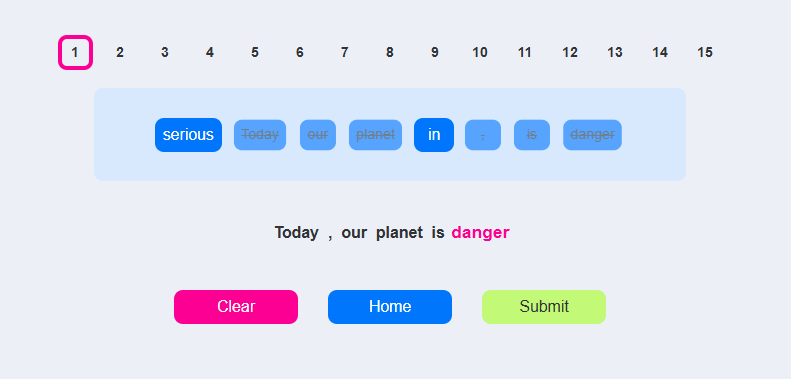 1 2 3 4 5 6 7 8 9 10 11 12 13 14 15
serious Today our planet in , is danger
Today , our planet is danger
Clear Home Submit